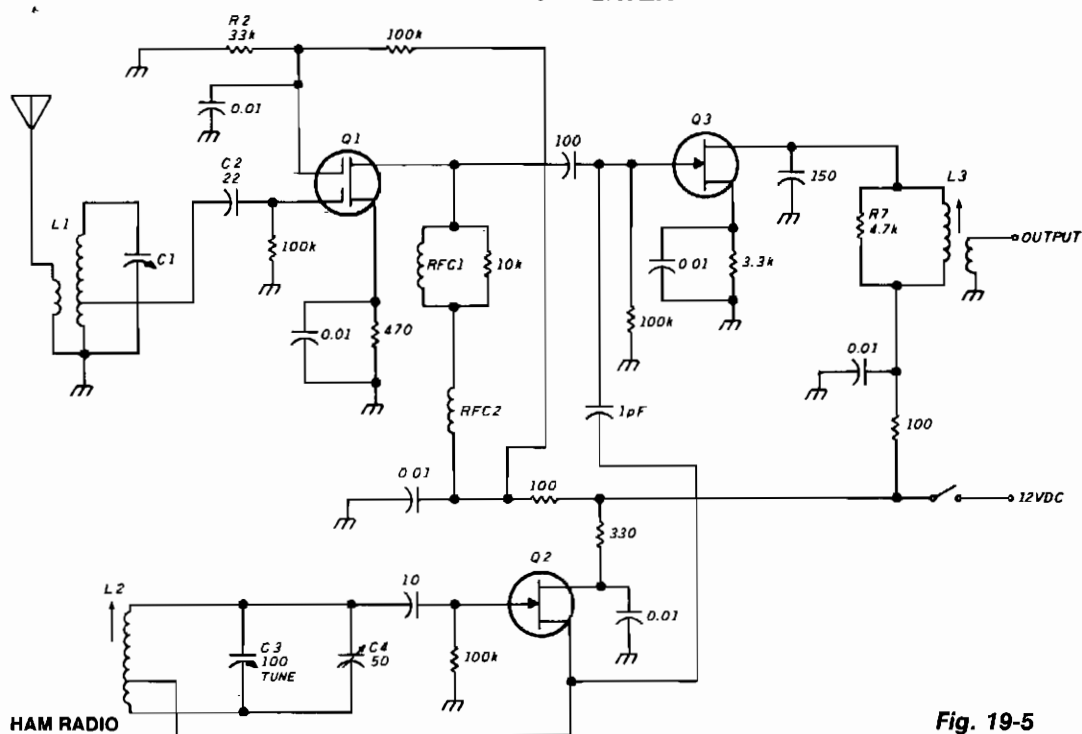 R2
33k
100k
0.01
Q1
Q3
C2
22
100
150
L3
L1
C1
100k
R7
4.7k
OUTPUT
RFC1
10k
0.01
3.3k
0.01
470
100k
0.01
RFC2
1pF
100
0.01
100
12VDC
330
Q2
L2
10
0.01
C3
100
TUNE
C4
50
100k
HAM RADIO
Fig. 19-5